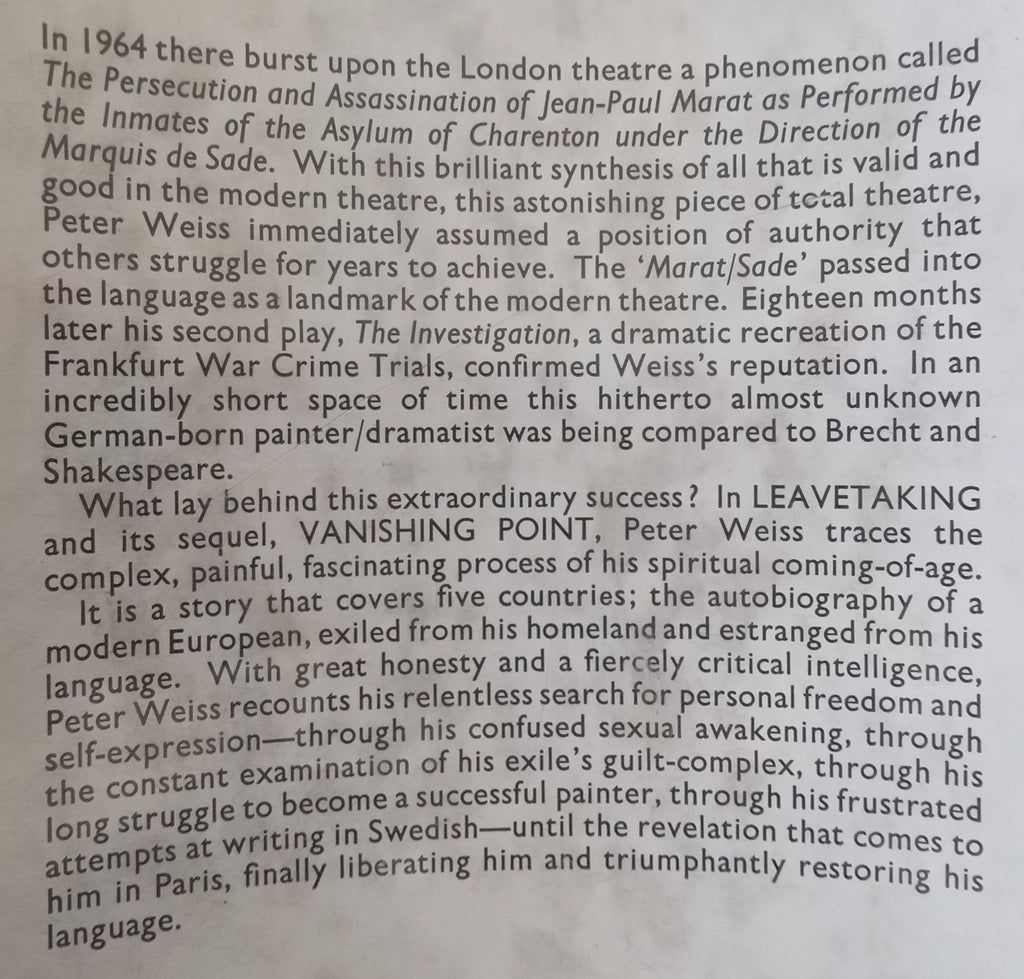 In 1964 there burst upon the London theatre a phenomenon called
The Persecution and Assassination of Jean-Paul Marat as Performed by
the Inmates of the Asylum of Charenton under the Direction of the
Marquis de Sade. With this brilliant synthesis of all that is valid and
good in the modern theatre, this astonishing piece of total theatre,
Peter Weiss immediately assumed a position of authority that
others struggle for years to achieve. The ‘Marat/Sade’ passed into
the language as a landmark of the modern theatre. Eighteen months
later his second play, The Investigation, a dramatic recreation of the
Frankfurt War Crime Trials, confirmed Weiss’s reputation. In an
incredibly short space of time this hitherto almost unknown
German-born painter/dramatist was being compared to Brecht and
Shakespeare.
What lay behind this extraordinary success? In LEAVETAKING
and its sequel, VANISHING POINT, Peter Weiss traces the
complex, painful, fascinating process of his spiritual coming-of-age.
It is a story that covers five countries; the autobiography of a
modern European, exiled from his homeland and estranged from his
language. With great honesty and a fiercely critical intelligence,
Peter Weiss recounts his relentless search for personal freedom and
self-expression—through his confused sexual awakening, through
the constant examination of his exile’s guilt-complex, through his
long struggle to become a successful painter, through his frustrated
attempts at writing in Swedish—until the revelation that comes to
him in Paris, finally liberating him and triumphantly restoring his
language.